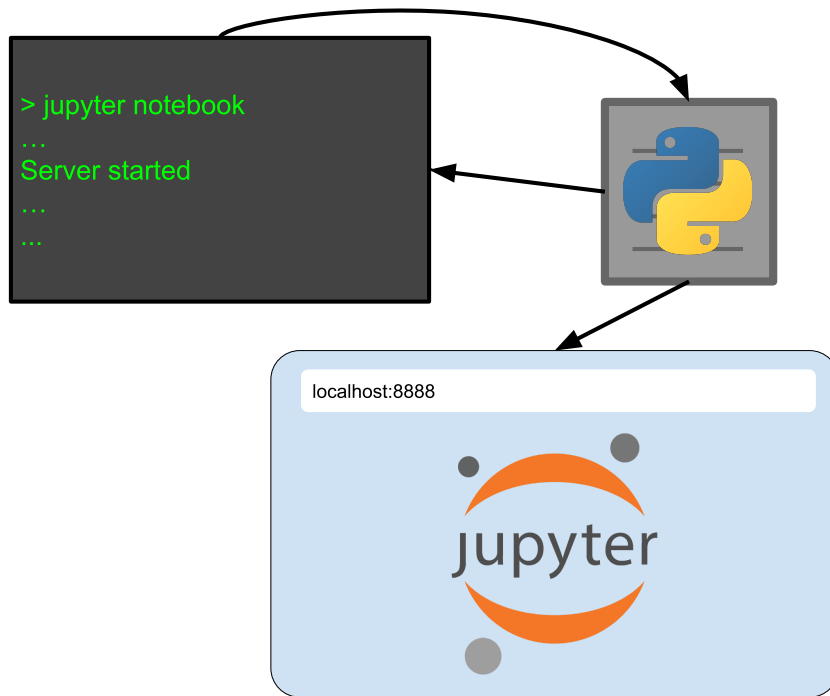 > jupyter notebook
…
Server started
…
...
localhost:8888
jupyter